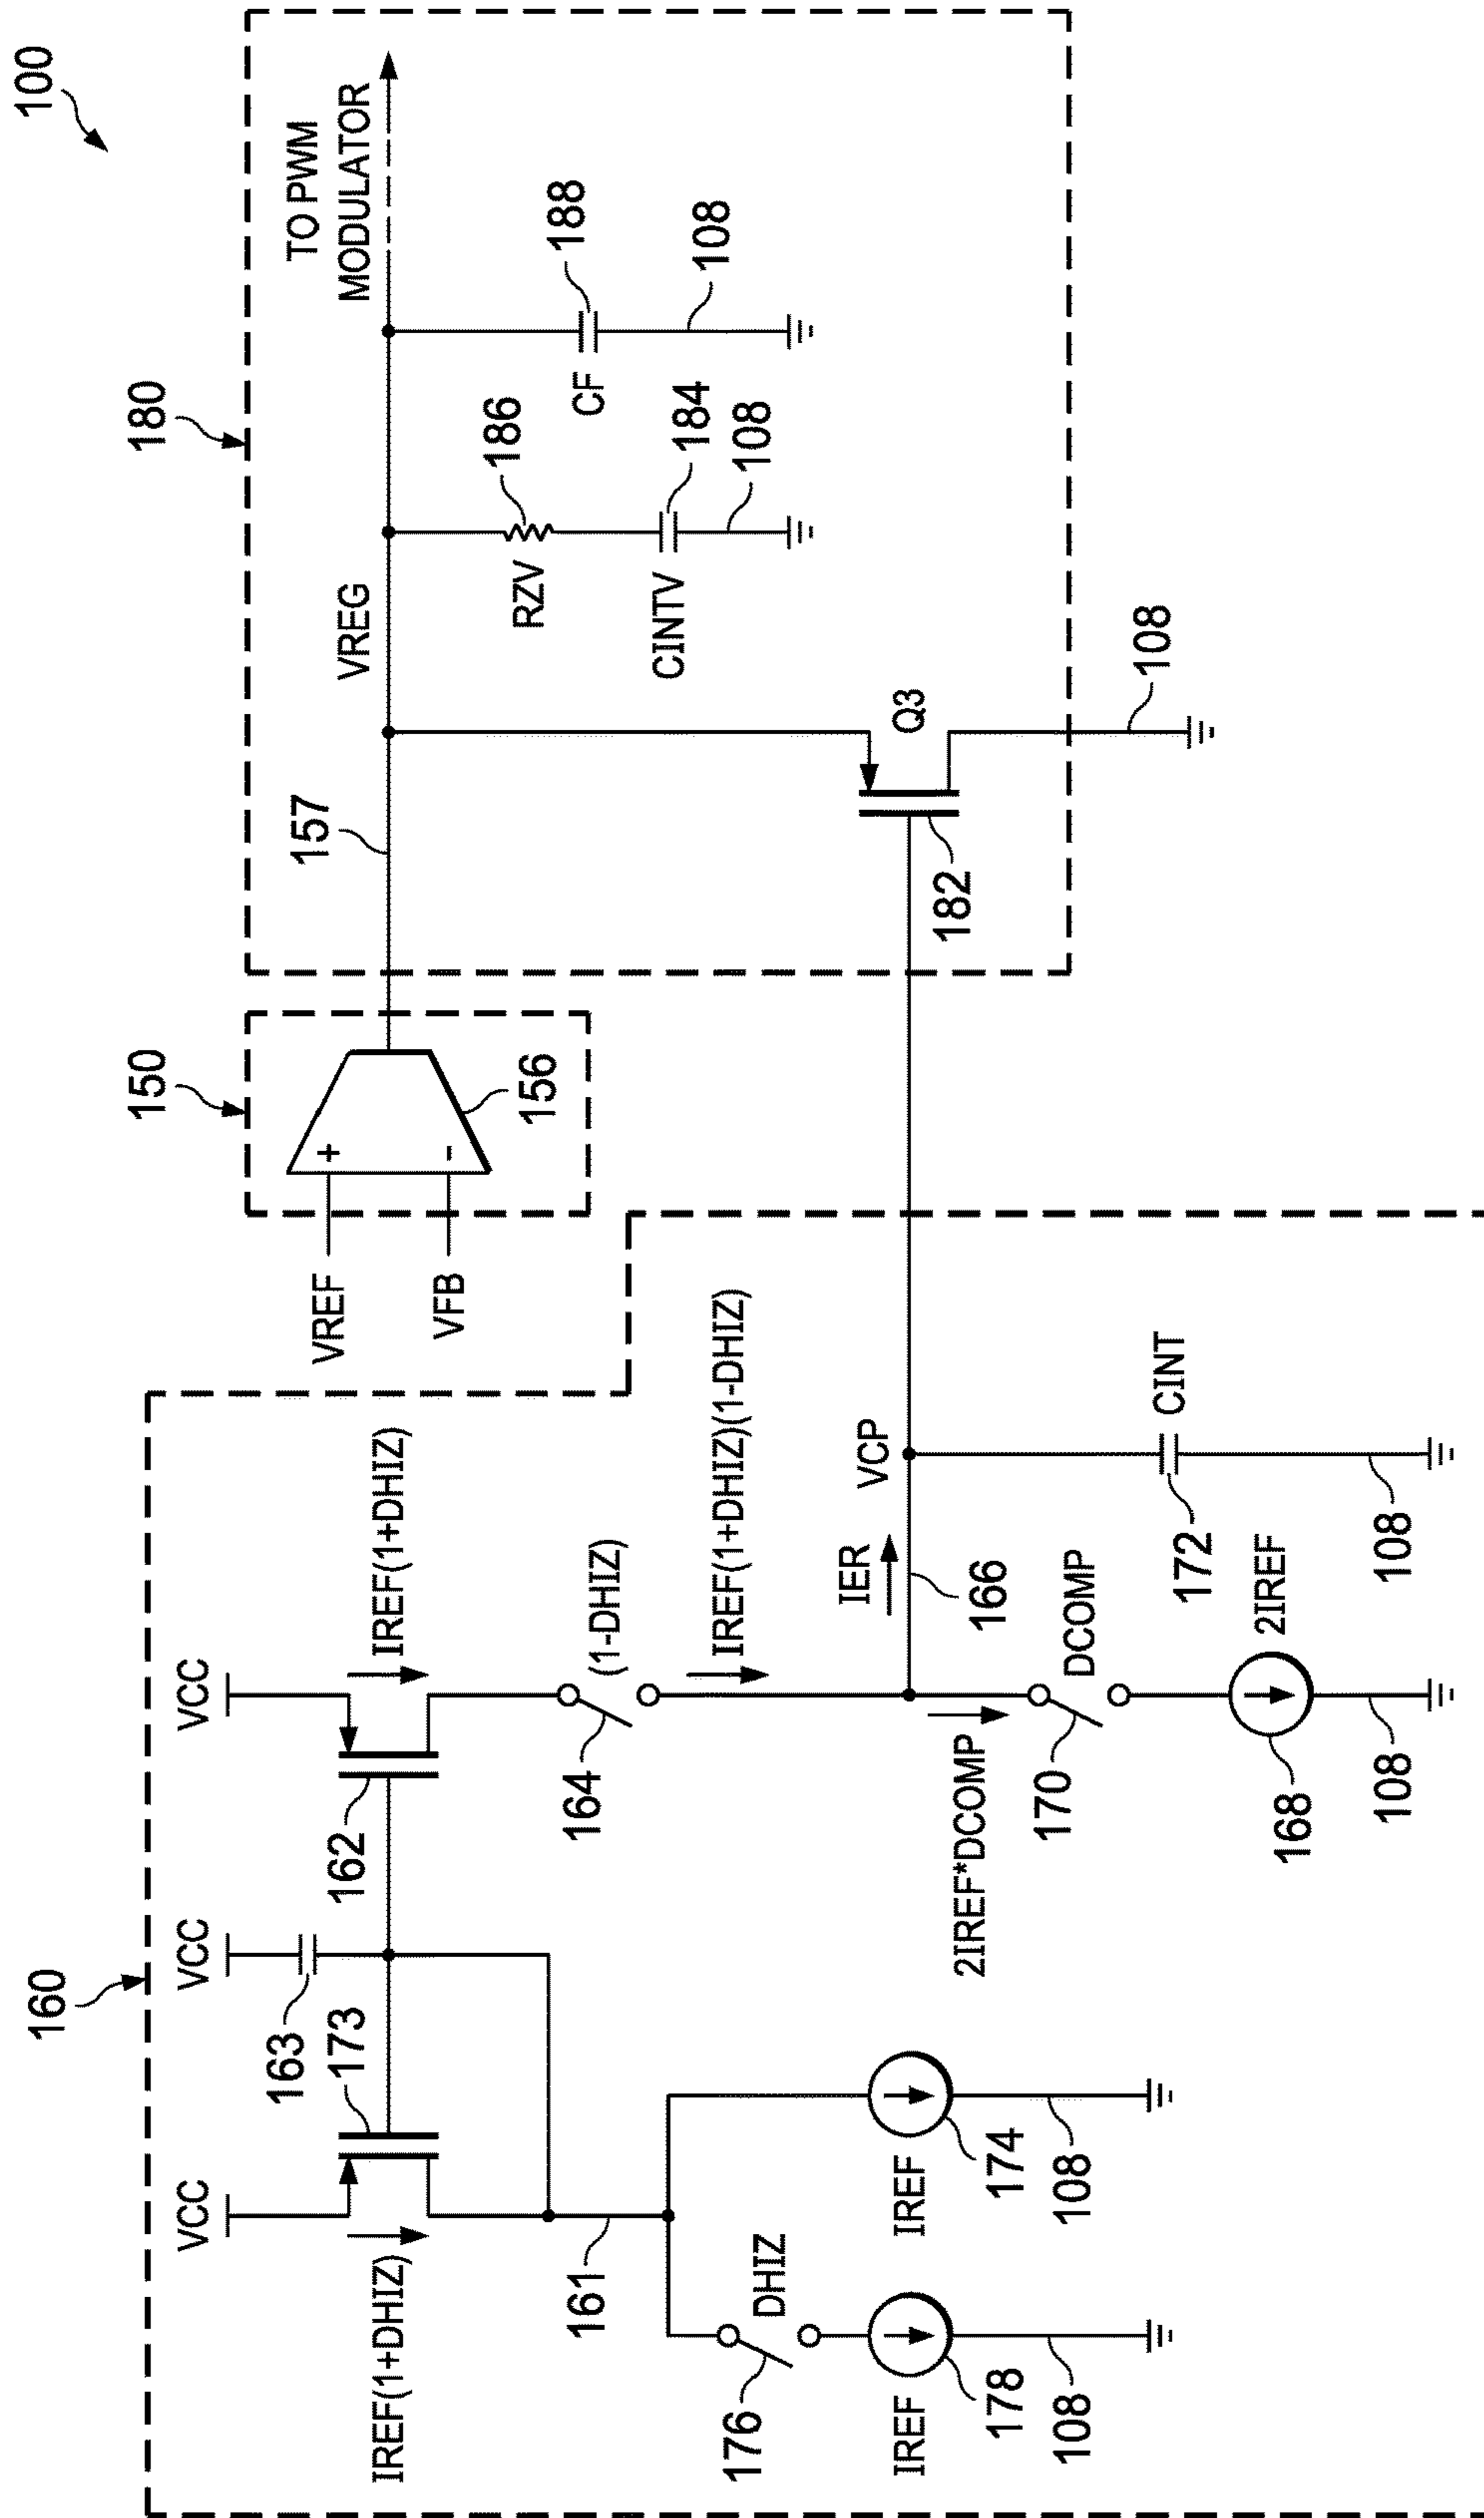 100
160
150
180
VCC
VCC
VCC
IREF(1+DHIZ)
173
163
162
IREF(1+DHIZ)
VREF
VFB
+
-
156
157
VREG
TO PWM
MODULATOR
161
164
(1-DHIZ)
IREF(1+DHIZ)(1-DHIZ)
RZV
186
CINTV
184
108
CF
188
108
176
DHIZ
IREF
178
108
IREF
174
108
2IREF*DCOMP
IER
166
VCP
170
DCOMP
168
2IREF
108
172
CINT
108
182
Q3
108